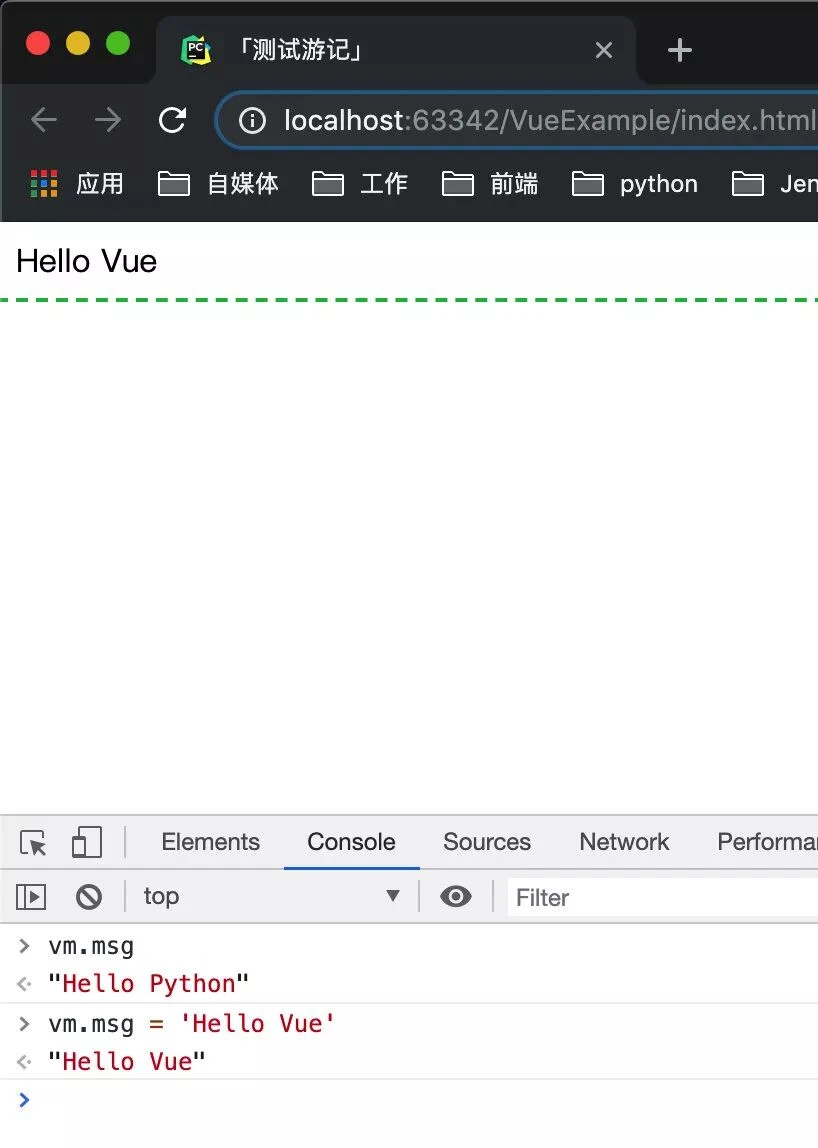 PC
「测试游记」
localhost:63342/VueExample/index.html
应用 自媒体 工作 前端 python Jen
Hello Vue
Elements Console Sources Network Performa
top Filter
vm.msg
"Hello Python"
vm.msg = 'Hello Vue'
"Hello Vue"